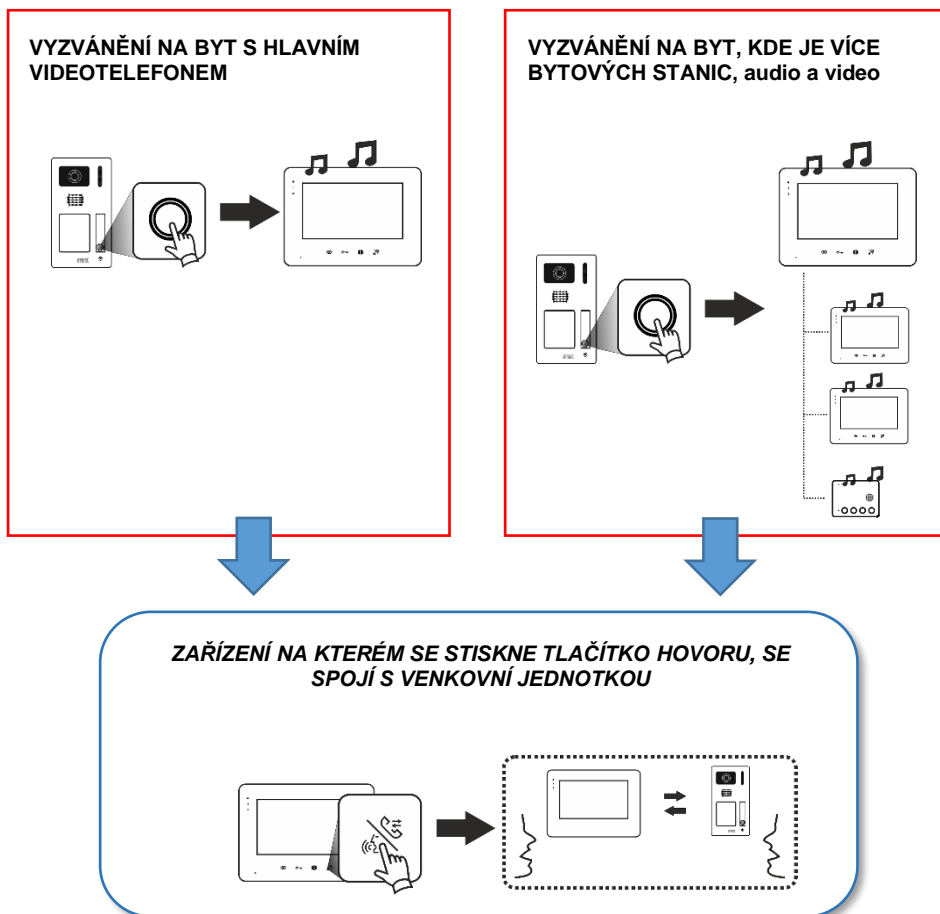 VYZVÁNĚNÍ NA BYT S HLAVNÍM
VIDEOTELEFONEM
VYZVÁNĚNÍ NA BYT, KDE JE VÍCE
BYTOVÝCH STANIC, audio a video
ZAŘÍZENÍ NA KTERÉM SE STISKNE TLAČÍTKO HOVORU, SE
SPOJÍ S VENKOVNÍ JEDNOTKOU